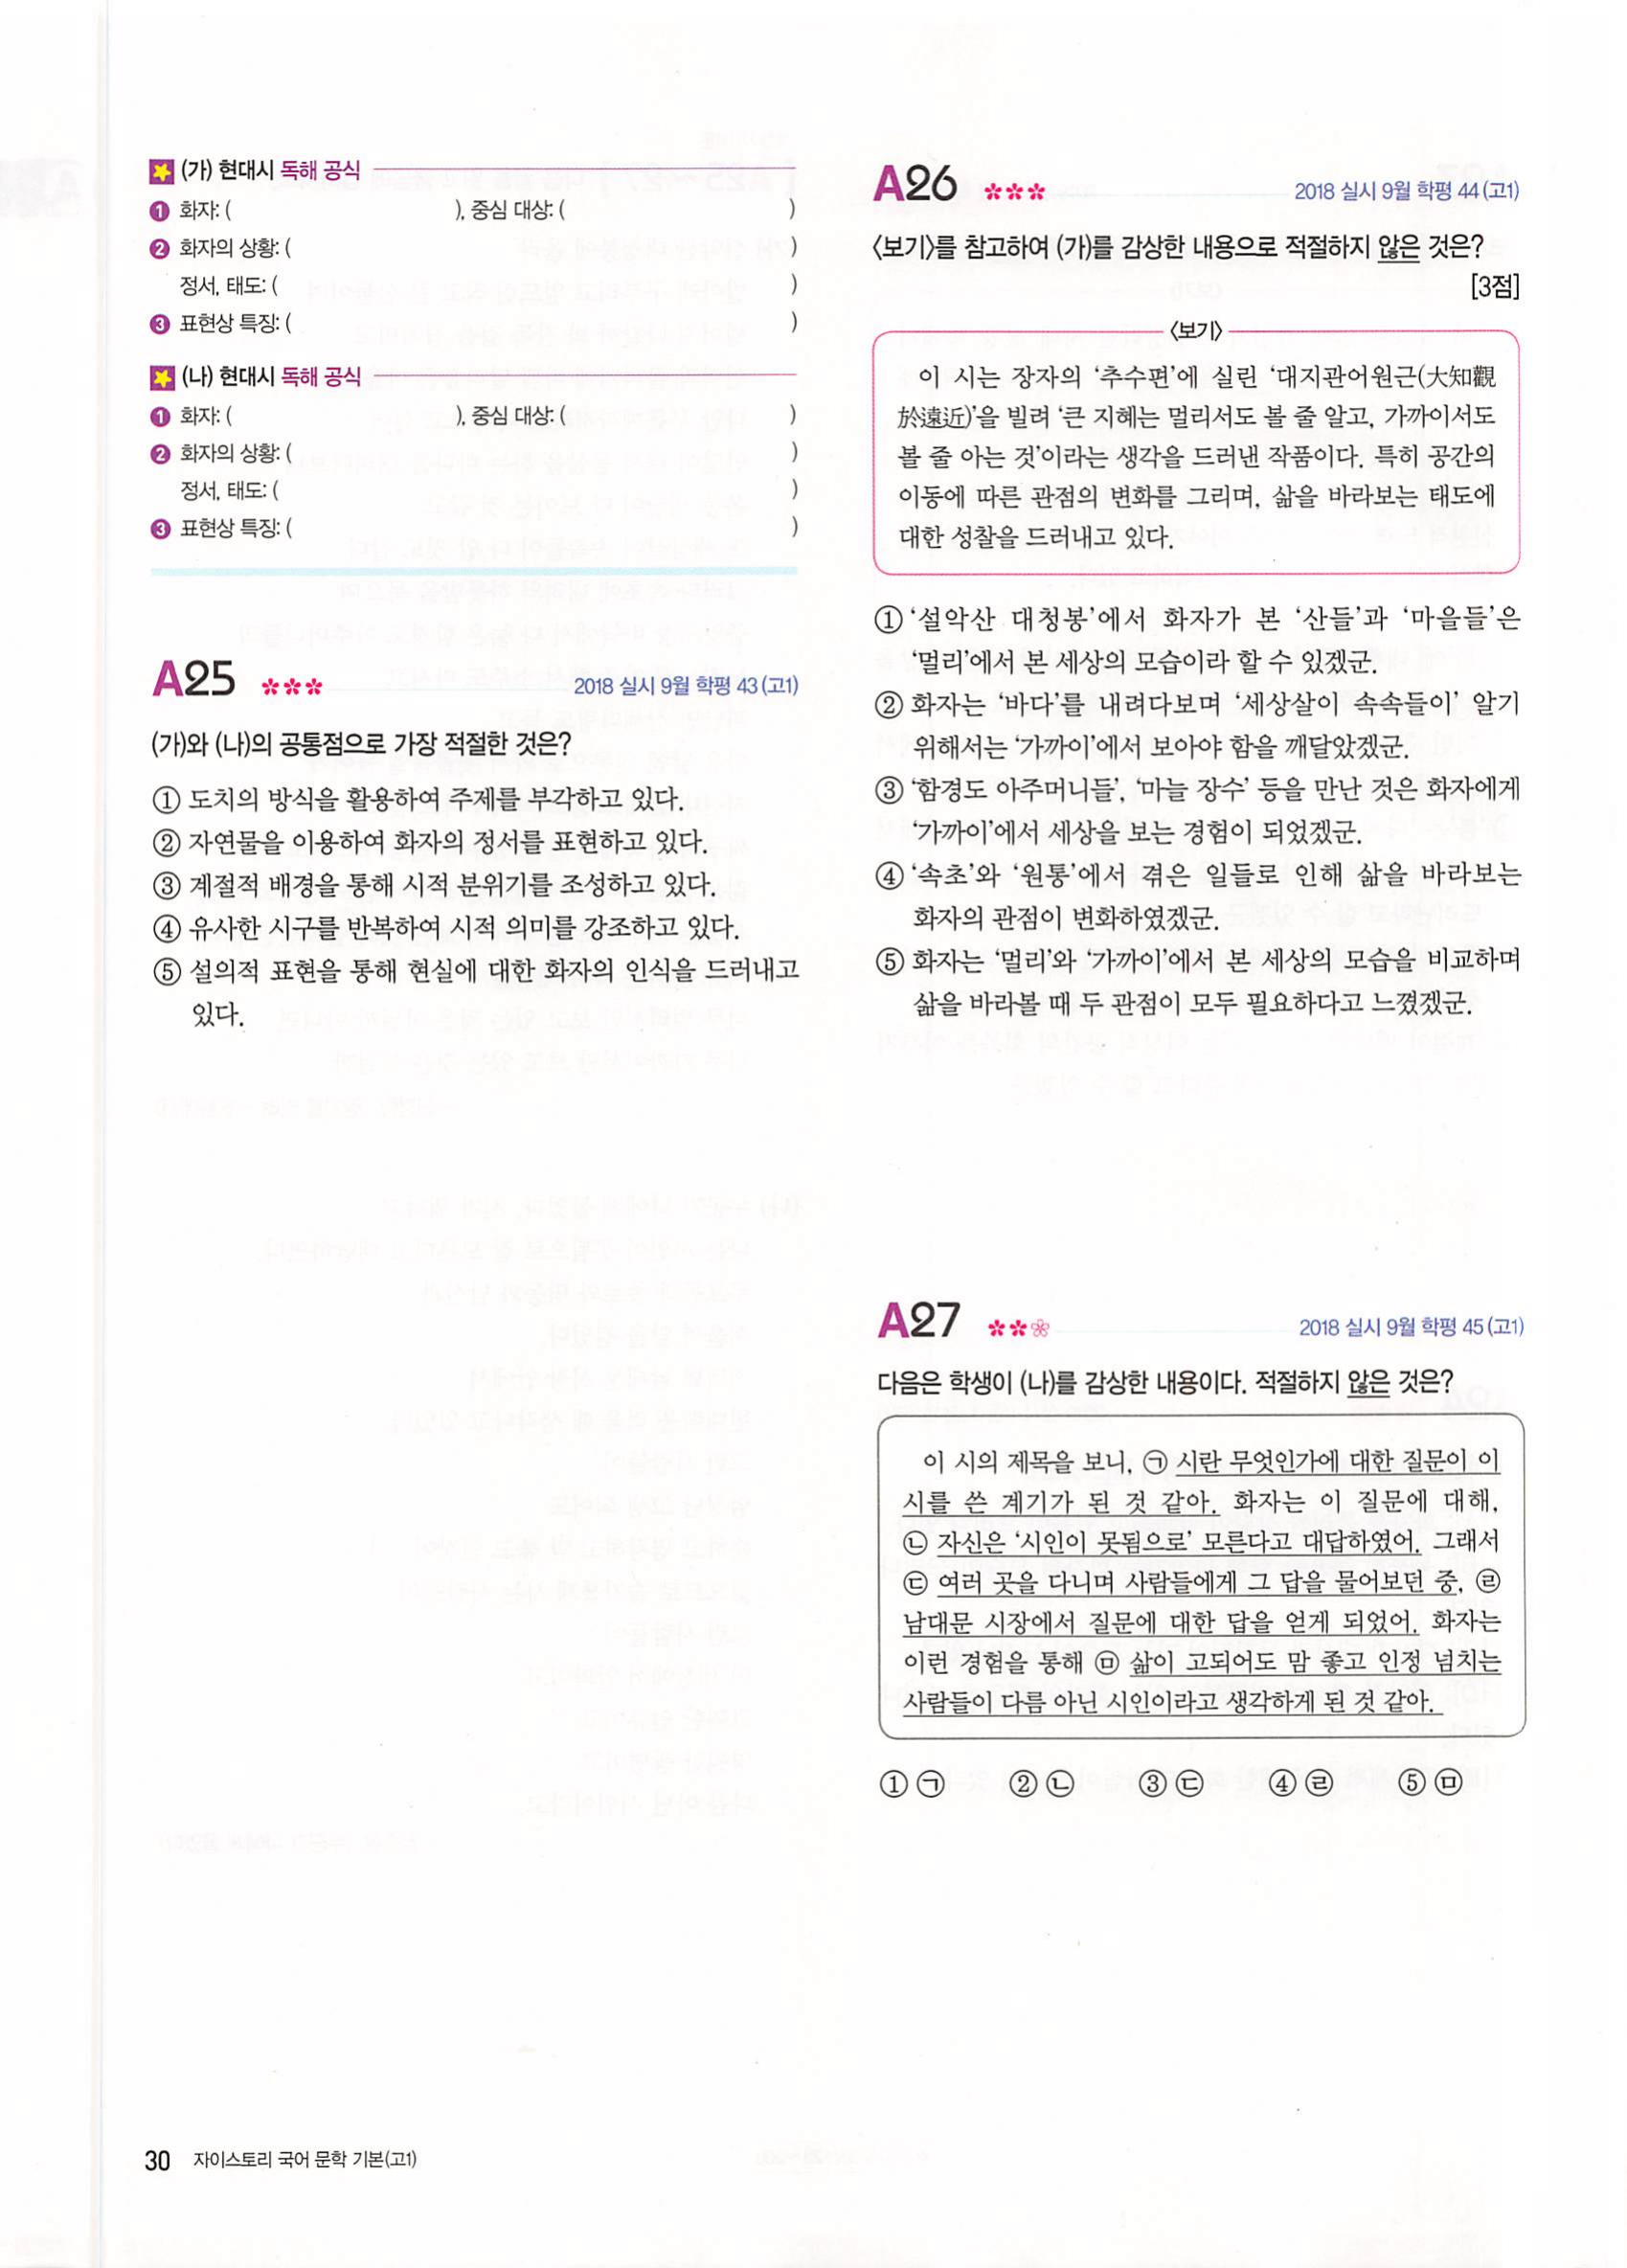 (가) 현대시 독해 공식
❶ 화자: ( ), 중심 대상: ( )
❷ 화자의 상황: ( )
정서, 태도: ( )
❸ 표현상 특징: ( )
(나) 현대시 독해 공식
❶ 화자: ( ), 중심 대상: ( )
❷ 화자의 상황: ( )
정서, 태도: ( )
❸ 표현상 특징: ( )
A25 2018 실시 9월 학평 43(고1)
(가)와 (나)의 공통점으로 가장 적절한 것은?
① 도치의 방식을 활용하여 주제를 부각하고 있다.
② 자연물을 이용하여 화자의 정서를 표현하고 있다.
③ 계절적 배경을 통해 시적 분위기를 조성하고 있다.
④ 유사한 시구를 반복하여 시적 의미를 강조하고 있다.
⑤ 설의적 표현을 통해 현실에 대한 화자의 인식을 드러내고
있다.
A26 2018 실시 9월 학평 44(고1)
<보기>를 참고하여 (가)를 감상한 내용으로 적절하지 않은 것은?
[3점]
<보기>
이 시는 장자의 ‘추수편’에 실린 ‘대지관어원근(大知觀
於遠近)’을 빌려 ‘큰 지혜는 멀리서도 볼 줄 알고, 가까이서도
볼 줄 아는 것’이라는 생각을 드러낸 작품이다. 특히 공간의
이동에 따른 관점의 변화를 그리며, 삶을 바라보는 태도에
대한 성찰을 드러내고 있다.
① ‘설악산 대청봉’에서 화자가 본 ‘산들’과 ‘마을들’은
‘멀리’에서 본 세상의 모습이라 할 수 있겠군.
② 화자는 ‘바다’를 내려다보며 ‘세상살이 속속들이’ 알기
위해서는 ‘가까이’에서 보아야 함을 깨달았겠군.
③ ‘함경도 아주머니들’, ‘마늘 장수’ 등을 만난 것은 화자에게
‘가까이’에서 세상을 보는 경험이 되었겠군.
④ ‘속초’와 ‘원통’에서 겪은 일들로 인해 삶을 바라보는
화자의 관점이 변화하였겠군.
⑤ 화자는 ‘멀리’와 ‘가까이’에서 본 세상의 모습을 비교하며
삶을 바라볼 때 두 관점이 모두 필요하다고 느꼈겠군.
A27 2018 실시 9월 학평 45(고1)
다음은 학생이 (나)를 감상한 내용이다. 적절하지 않은 것은?
이 시의 제목을 보니, ㉠ 시란 무엇인가에 대한 질문이 이
시를 쓴 계기가 된 것 같아. 화자는 이 질문에 대해,
㉡ 자신은 ‘시인이 못됨으로’ 모른다고 대답하였어. 그래서
㉢ 여러 곳을 다니며 사람들에게 그 답을 물어보던 중, ㉣
남대문 시장에서 질문에 대한 답을 얻게 되었어. 화자는
이런 경험을 통해 ㉤ 삶이 고되어도 맘 좋고 인정 넘치는
사람들이 다름 아닌 시인이라고 생각하게 된 것 같아.
① ㉠ ② ㉡ ③ ㉢ ④ ㉣ ⑤ ㉤
30 자이스토리 국어 문학 기본(고1)